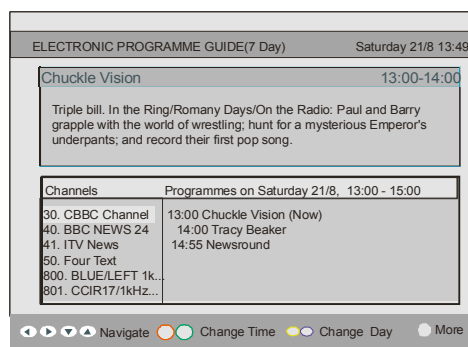 ELECTRONIC PROGRAMME GUIDE(7 Day) Saturday 21/8 13:49
Chuckle Vision 13:00-14:00
Triple bill. In the Ring/Romany Days/On the Radio: Paul and Barry
grapple with the world of wrestling; hunt for a mysterious Emperor's
underpants; and record their first pop song.
Channels Programmes on Saturday 21/8, 13:00 - 15:00
30. CBBC Channel 13:00 Chuckle Vision (Now)
40. BBC NEWS 24 14:00 Tracy Beaker
41. ITV News 14:55 Newsround
50. Four Text
800. BLUE/LEFT 1k...
801. CCIR17/1kHz...
Navigate Change Time Change Day More